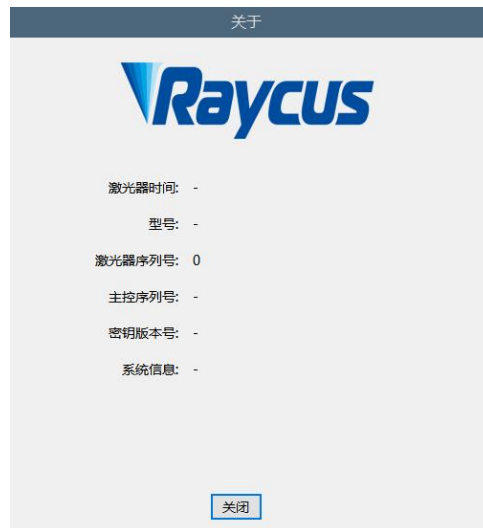 关于
Raycus
激光器时间: -
型号: -
激光器序列号: 0
主控序列号: -
密钥版本号: -
系统信息: -
关闭